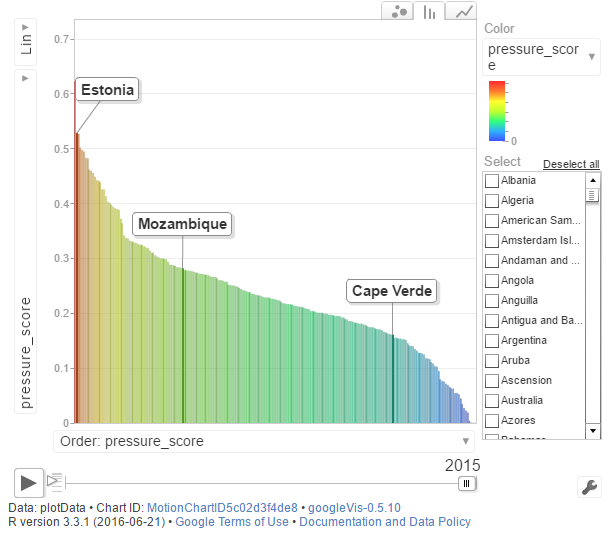 Lin
pressure_score
0.7
0.6
0.5
0.4
0.3
0.2
0.1
0
Estonia
Mozambique
Cape Verde
Order: pressure_score
2015
Color
pressure_scor
e
0
Select
Deselect all
Albania
Algeria
American Sam...
Amsterdam Isl...
Andaman and ...
Angola
Anguilla
Antigua and Ba...
Argentina
Aruba
Ascension
Australia
Azores
Bahamas
Data: plotData • Chart ID: MotionChartID5c02d3f4de8 • googleVis-0.5.10
R version 3.3.1 (2016-06-21) • Google Terms of Use • Documentation and Data Policy